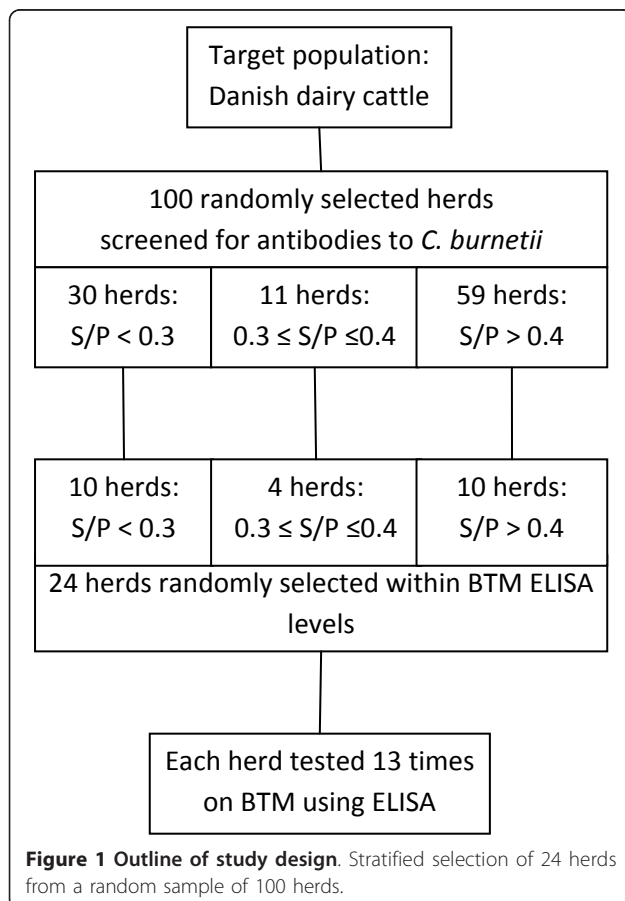 Target population:
Danish dairy cattle
100 randomly selected herds
screened for antibodies to C. burnetii
30 herds:
S/P < 0.3
11 herds:
0.3 ≤ S/P ≤0.4
59 herds:
S/P > 0.4
10 herds:
S/P < 0.3
4 herds:
0.3 ≤ S/P ≤0.4
10 herds:
S/P > 0.4
24 herds randomly selected within BTM ELISA
levels
Each herd tested 13 times
on BTM using ELISA
Figure 1 Outline of study design. Stratified selection of 24 herds
from a random sample of 100 herds.